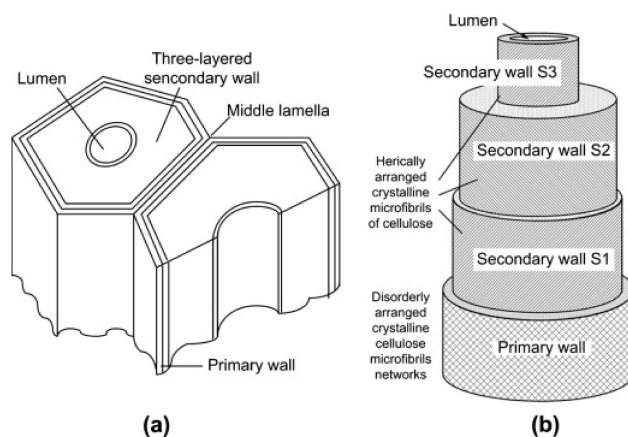 Lumen
Three-layered
sencondary wall
Middle lamella
Primary wall
(a)
Lumen
Secondary wall S3
Secondary wall S2
Herically
arranged
crystalline
microfibrils
of cellulose
Secondary wall S1
Disorderly
arranged
crystalline
cellulose
microfibrils
networks
Primary wall
(b)